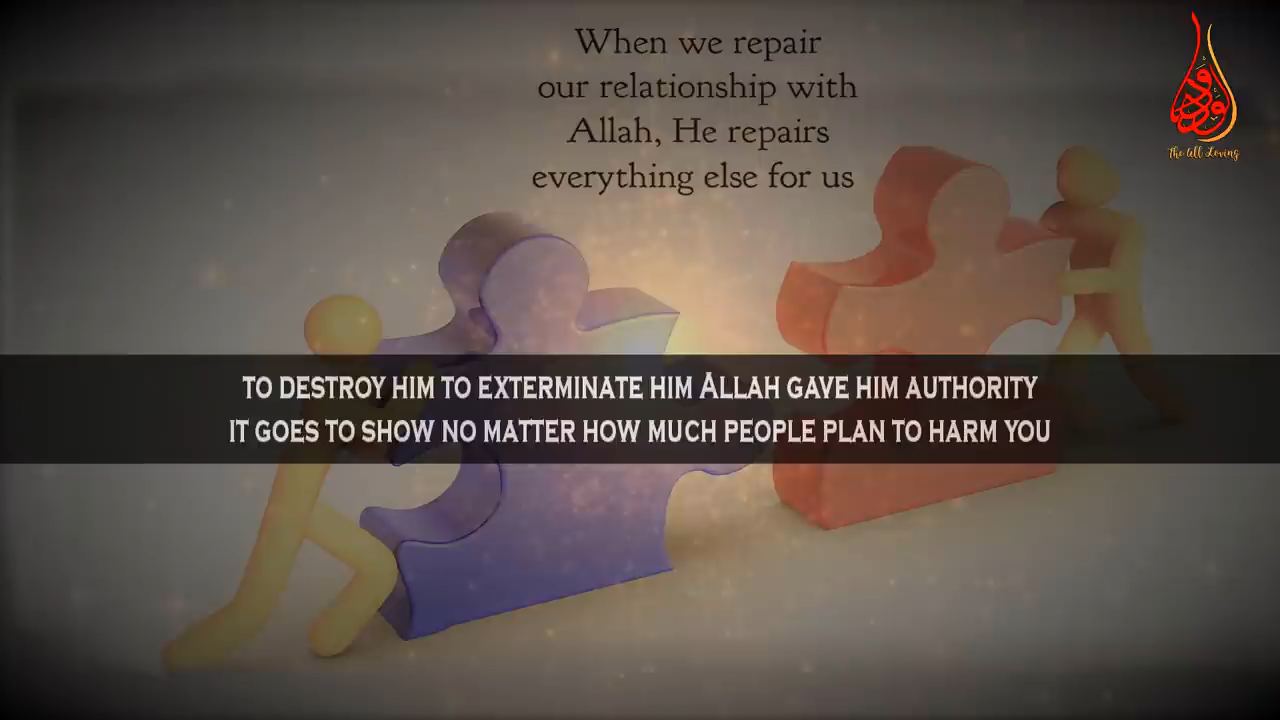 When we repair
our relationship with
Allah, He repairs
everything else for us
الودود
The All Loving
TO DESTROY HIM TO EXTERMINATE HIM ALLAH GAVE HIM AUTHORITY
IT GOES TO SHOW NO MATTER HOW MUCH PEOPLE PLAN TO HARM YOU